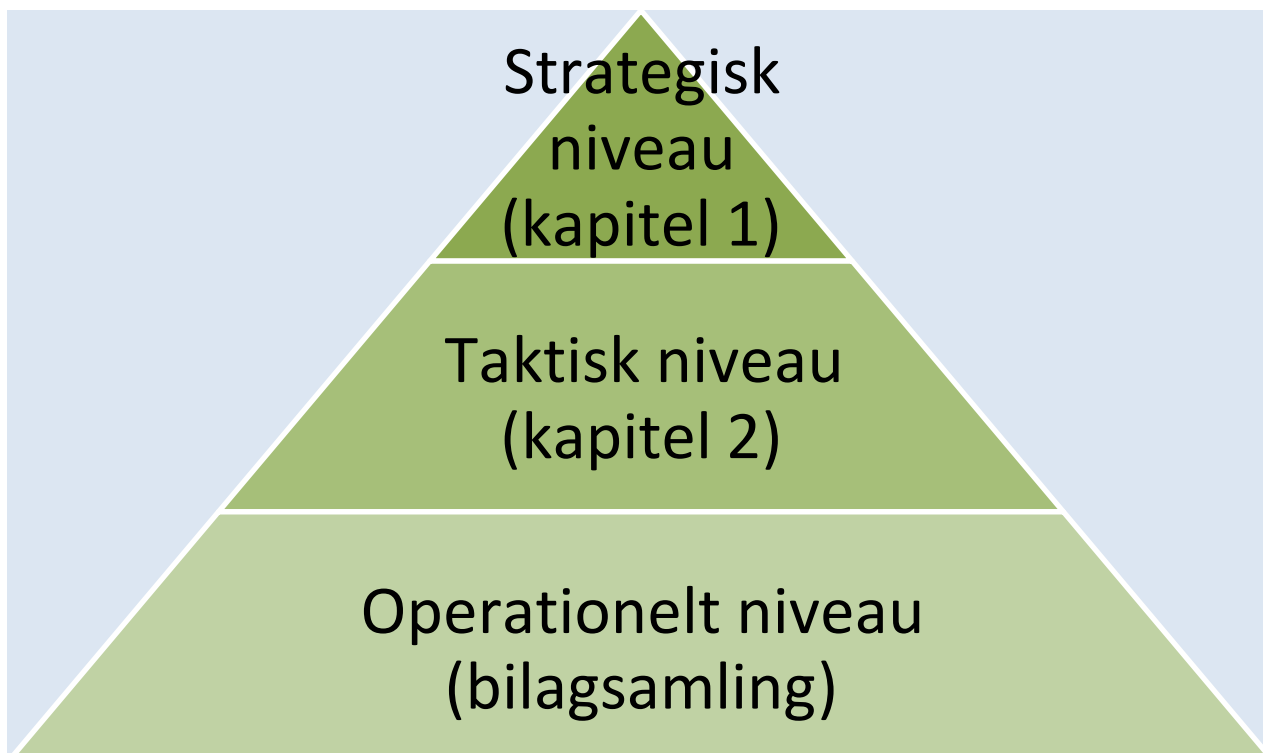 Strategisk
niveau
(kapitel 1)
Taktisk niveau
(kapitel 2)
Operationelt niveau
(bilagsamling)